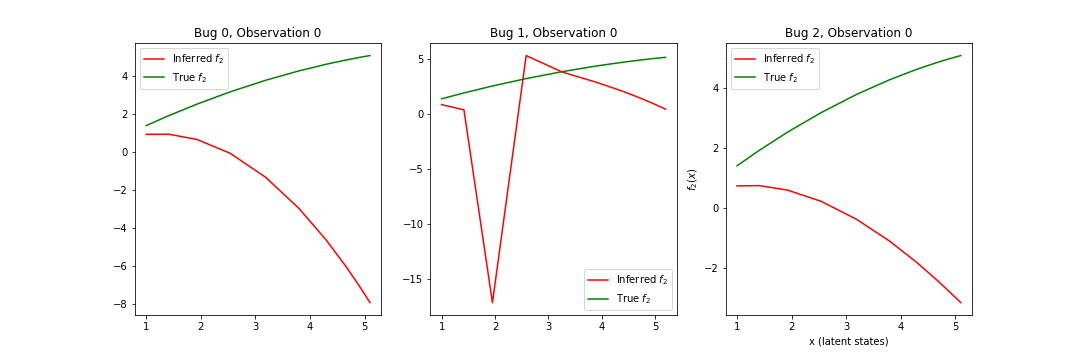 Bug 0, Observation 0
Inferred f₂
True f₂
4
2
0
−2
−4
−6
−8
1
2
3
4
5
Bug 1, Observation 0
5
0
−5
−10
−15
Inferred f₂
True f₂
1
2
3
4
5
Bug 2, Observation 0
Inferred f₂
True f₂
f₂(x)
4
2
0
−2
1
2
3
4
5
x (latent states)